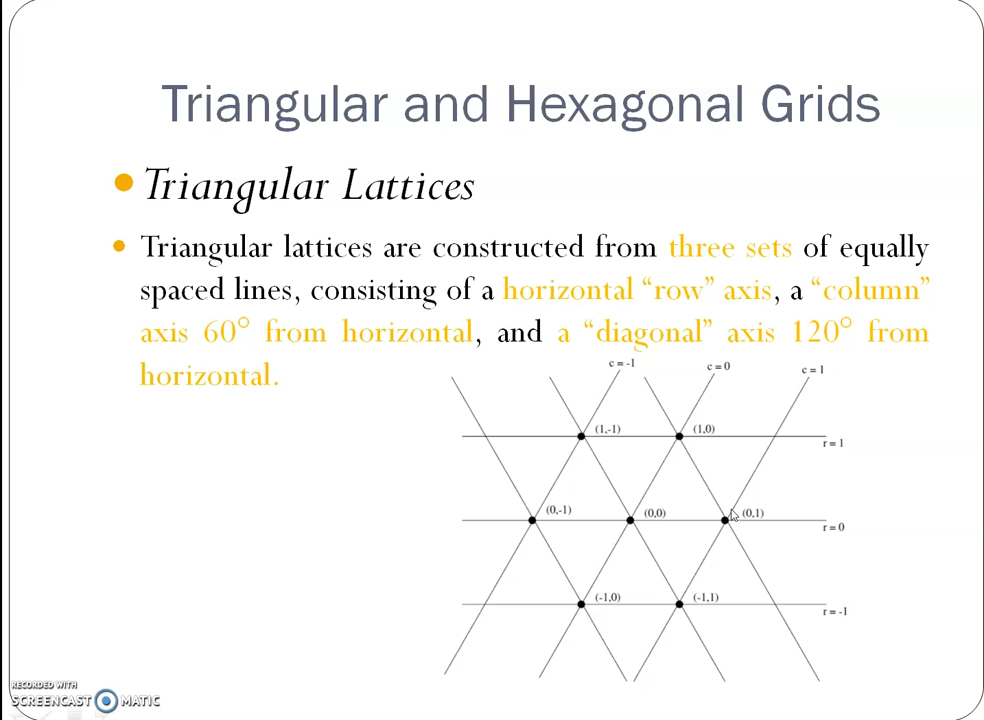 Triangular and Hexagonal Grids
Triangular Lattices
Triangular lattices are constructed from three sets of equally
spaced lines, consisting of a horizontal “row” axis, a “column”
axis 60° from horizontal, and a “diagonal” axis 120° from
horizontal.
c = -1
c = 0
c = 1
(1,-1)
(1,0)
r = 1
(0,-1)
(0,0)
(0,1)
r = 0
(-1,0)
(-1,1)
r = -1
RECORDED WITH
SCREENCAST MATIC